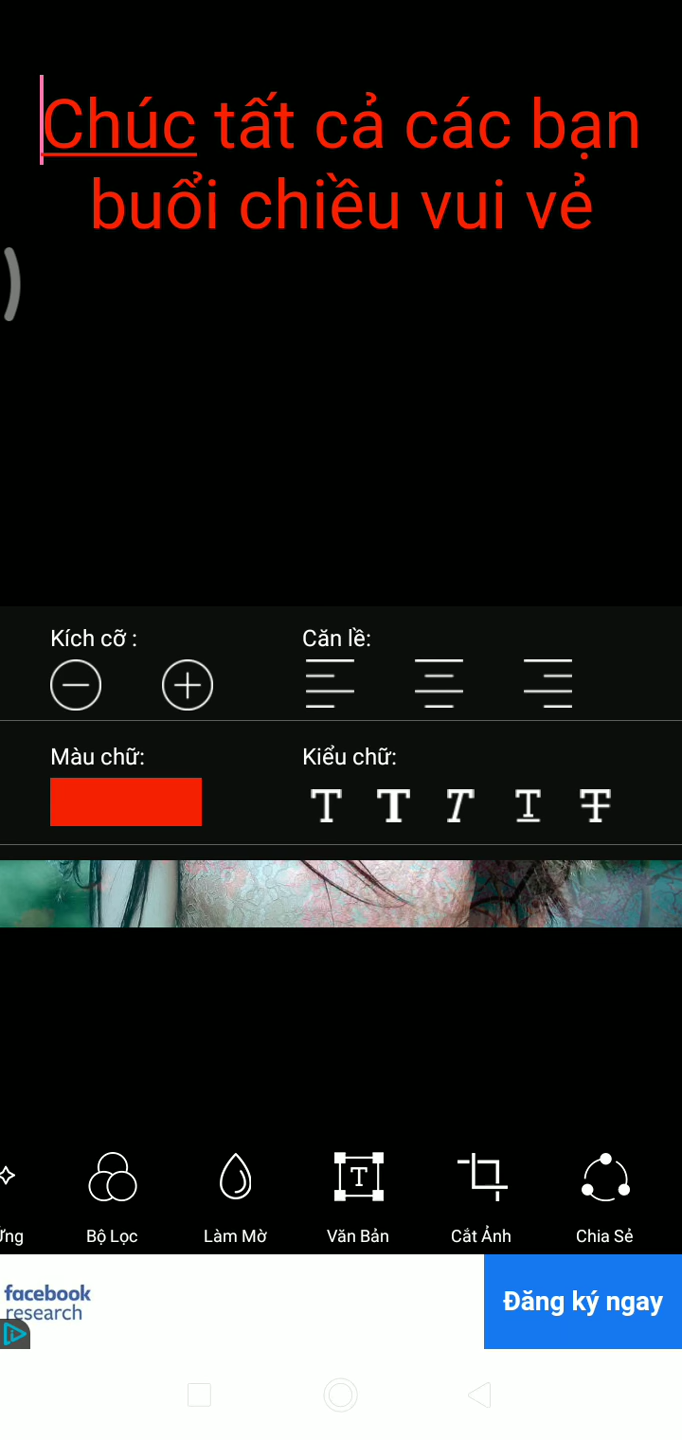 Chúc tất cả các bạn
buổi chiều vui vẻ
Kích cỡ :
Căn lề:
Màu chữ:
Kiểu chữ:
T T T T T
Ứng
Bộ Lọc
Làm Mờ
Văn Bản
Cắt Ảnh
Chia Sẻ
facebook
research
Đăng ký ngay